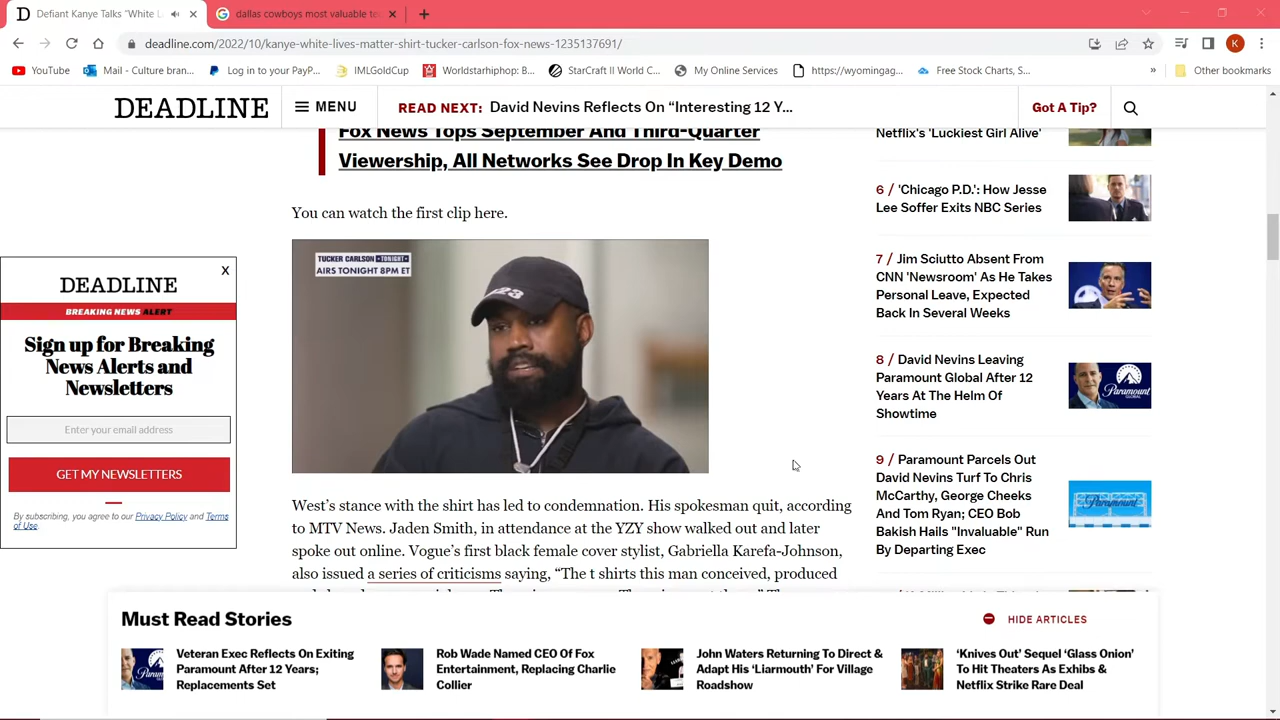 Defiant Kanye Talks "White L
dallas cowboys most valuable te
deadline.com/2022/10/kanye-white-lives-matter-shirt-tucker-carlson-fox-news-1235137691/
K
YouTube
Mail - Culture bran...
Log in to your PayP...
IMLGoldCup
Worldstarhiphop: B...
StarCraft II World C...
My Online Services
https://wyomingag...
Free Stock Charts, S...
»
Other bookmarks
DEADLINE
MENU
READ NEXT: David Nevins Reflects On “Interesting 12 Y...
Got A Tip?
Fox News Tops September And Third-Quarter
Viewership, All Networks See Drop In Key Demo
You can watch the first clip here.
TUCKER CARLSON TONIGHT
AIRS TONIGHT 8PM ET
West’s stance with the shirt has led to condemnation. His spokesman quit, according
to MTV News. Jaden Smith, in attendance at the YZY show walked out and later
spoke out online. Vogue’s first black female cover stylist, Gabriella Karefa-Johnson,
also issued a series of criticisms saying, “The t shirts this man conceived, produced
X
DEADLINE
BREAKING NEWS ALERT
Sign up for Breaking
News Alerts and
Newsletters
Enter your email address
GET MY NEWSLETTERS
By subscribing, you agree to our Privacy Policy and Terms
of Use.
Netflix's 'Luckiest Girl Alive'
6 / 'Chicago P.D.': How Jesse
Lee Soffer Exits NBC Series
7 / Jim Sciutto Absent From
CNN 'Newsroom' As He Takes
Personal Leave, Expected
Back In Several Weeks
8 / David Nevins Leaving
Paramount Global After 12
Years At The Helm Of
Showtime
Paramount
GLOBAL
9 / Paramount Parcels Out
David Nevins Turf To Chris
McCarthy, George Cheeks
And Tom Ryan; CEO Bob
Bakish Hails "Invaluable" Run
By Departing Exec
Paramount
Must Read Stories
HIDE ARTICLES
Veteran Exec Reflects On Exiting
Paramount After 12 Years;
Replacements Set
Rob Wade Named CEO Of Fox
Entertainment, Replacing Charlie
Collier
John Waters Returning To Direct &
Adapt His ‘Liarmouth’ For Village
Roadshow
‘Knives Out’ Sequel ‘Glass Onion’
To Hit Theaters As Exhibs &
Netflix Strike Rare Deal